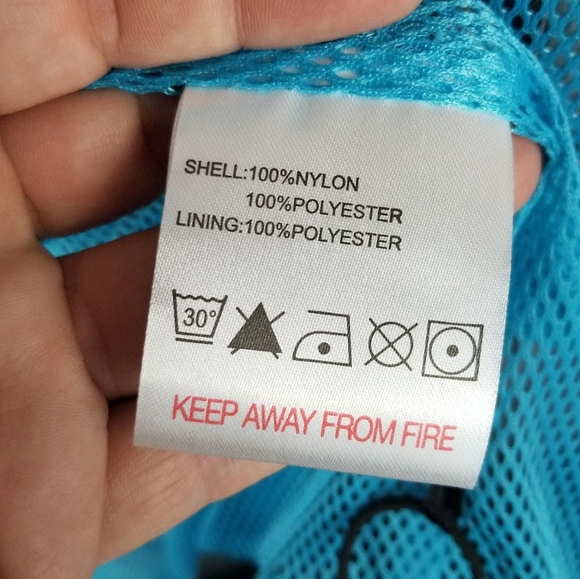 SHELL:100%NYLON
100%POLYESTER
LINING:100%POLYESTER
30°
KEEP AWAY FROM FIRE